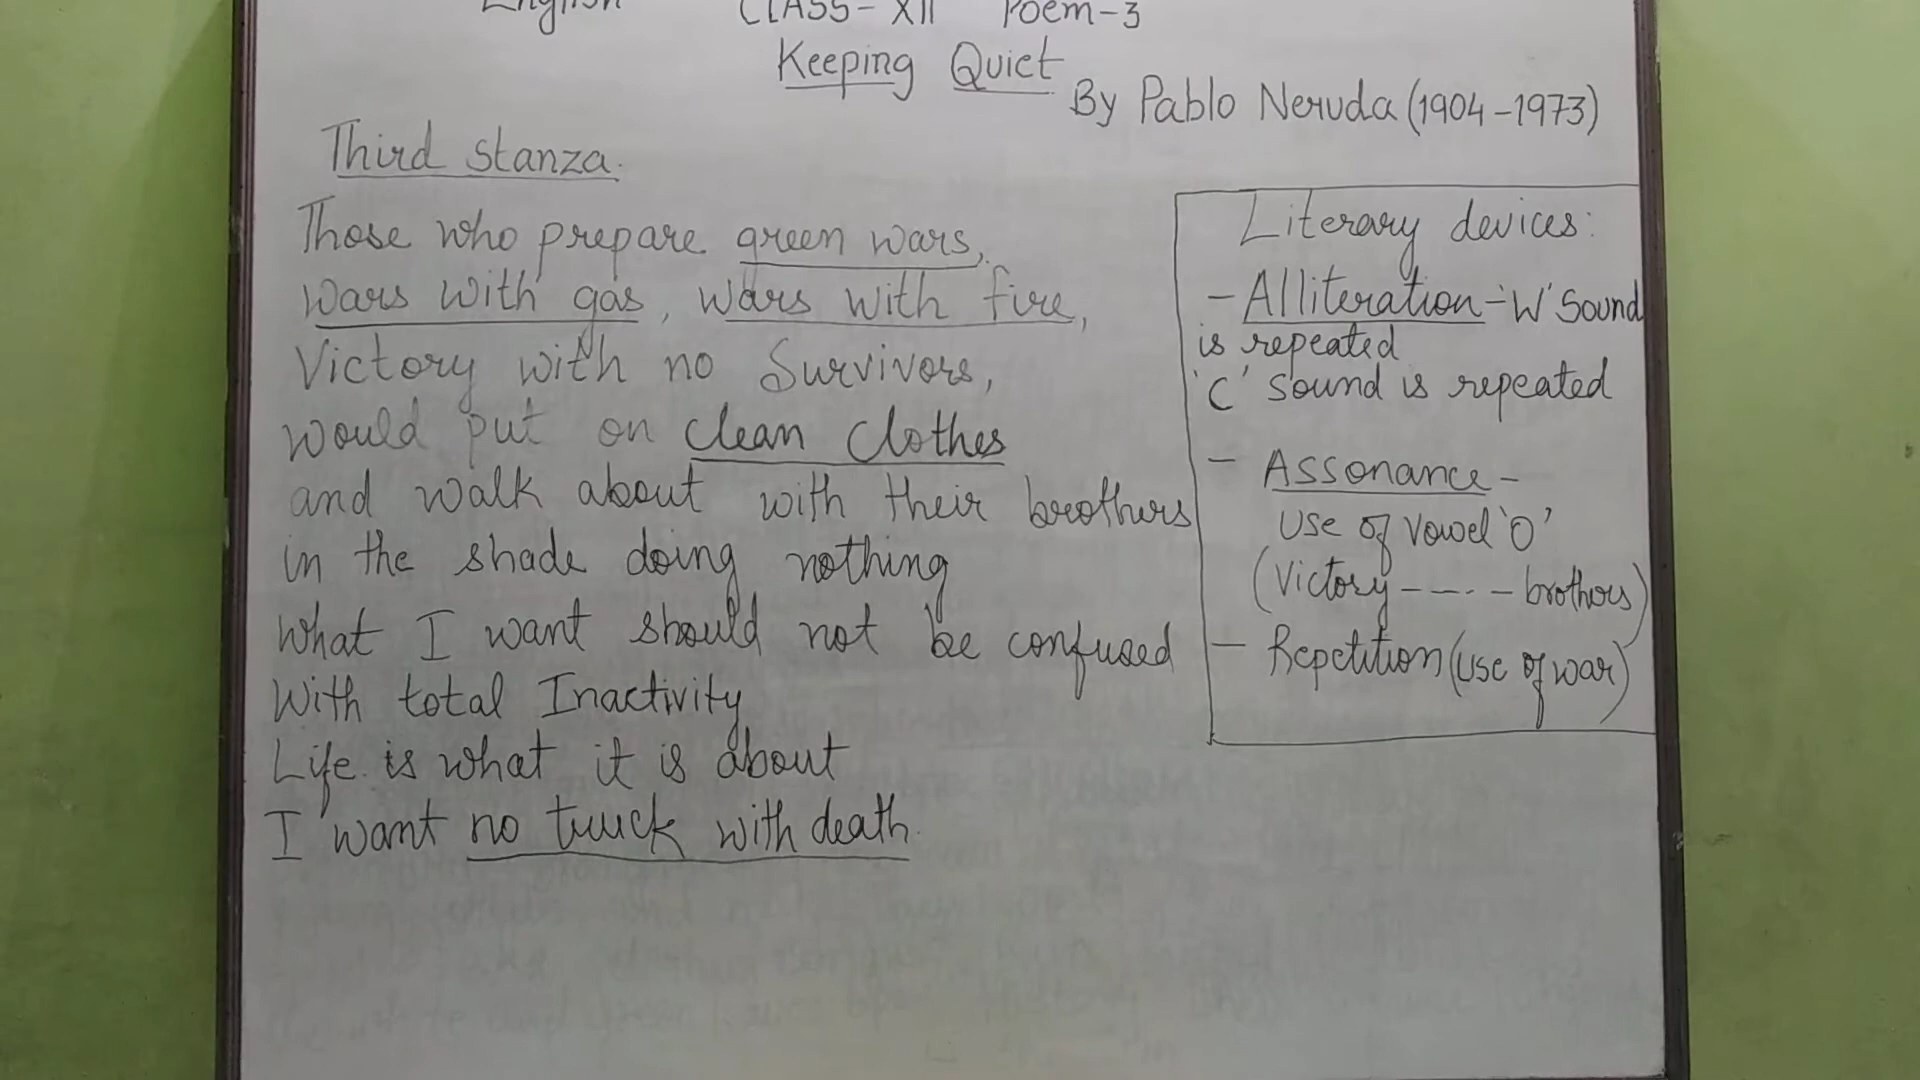 English CLASS - XII Poem-3
Keeping Quiet
By Pablo Neruda (1904-1973)
Third stanza.
Those who prepare green wars,
Wars with gas, wars with fire,
Victory with no Survivors,
Would put on clean clothes
and walk about with their brothers
in the shade doing nothing
What I want should not be confused
With total Inactivity
Life is what it is about
I want no truck with death.
Literary devices:
- Alliteration - 'W' Sound
is repeated
'C' sound is repeated
- Assonance -
Use of Vowel 'O'
(Victory ---- brothers)
- Repetition (Use of war)